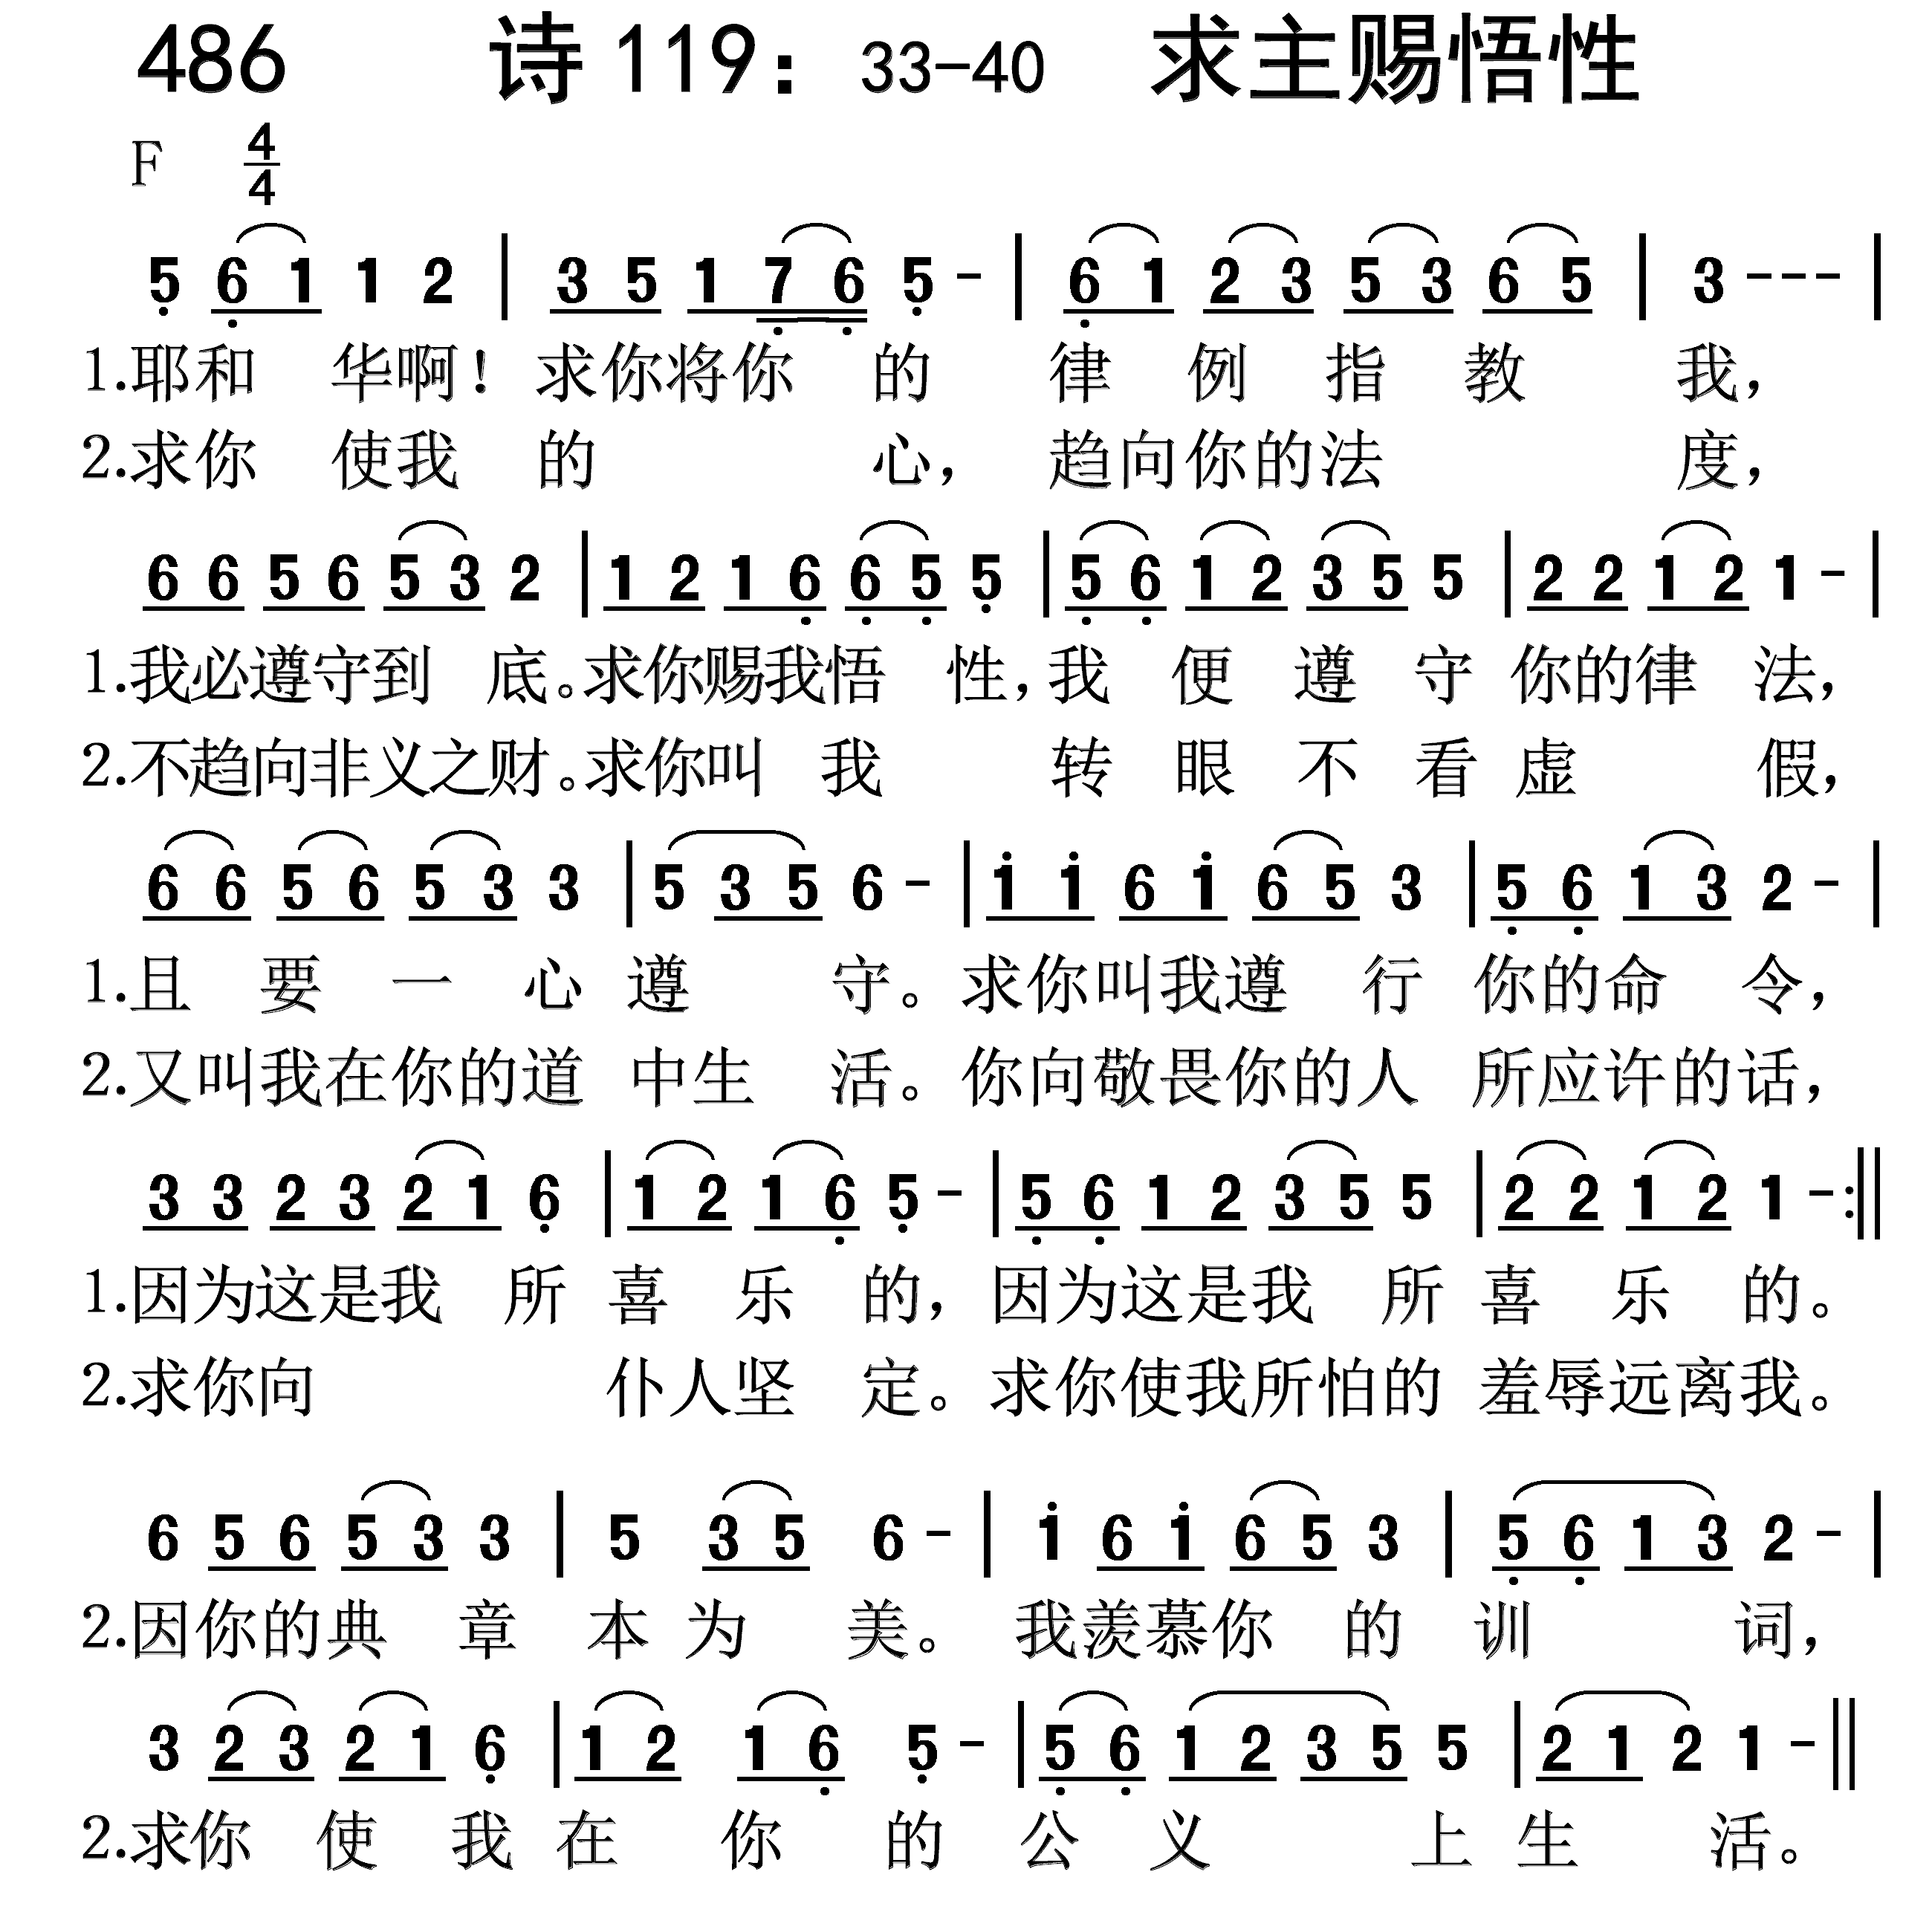 486 诗119：33-40 求主赐悟性
F 4/4
5 6 1 1 2 | 3 5 1 7 6 5 - | 6 1 2 3 5 3 6 5 | 3 - - - |
1.耶和 华啊！求你将你 的 律 例 指 教 我，
2.求你 使我 的 心， 趋向你的法 度，
6 6 5 6 5 3 2 | 1 2 1 6 6 5 5 | 5 6 1 2 3 5 5 | 2 2 1 2 1 - |
1.我必遵守到 底。求你赐我悟 性，我 便 遵 守 你的律 法，
2.不趋向非义之财。求你叫 我 转 眼 不 看 虚 假，
6 6 5 6 5 3 3 | 5 3 5 6 - | i i 6 i 6 5 3 | 5 6 1 3 2 - |
1.且 要 一 心 遵 守。求你叫我遵 行 你的命 令，
2.又叫我在你的道 中生 活。你向敬畏你的人 所应许的话，
3 3 2 3 2 1 6 | 1 2 1 6 5 - | 5 6 1 2 3 5 5 | 2 2 1 2 1 - :||
1.因为这是我 所 喜 乐 的，因为这是我 所 喜 乐 的。
2.求你向 仆人坚 定。求你使我所怕的 羞辱远离我。
6 5 6 5 3 3 | 5 3 5 6 - | i 6 i 6 5 3 | 5 6 1 3 2 - |
2.因你的典 章 本 为 美。 我羡慕你 的 训 词，
3 2 3 2 1 6 | 1 2 1 6 5 - | 5 6 1 2 3 5 5 | 2 1 2 1 - ||
2.求你 使 我 在 你 的 公 义 上 生 活。